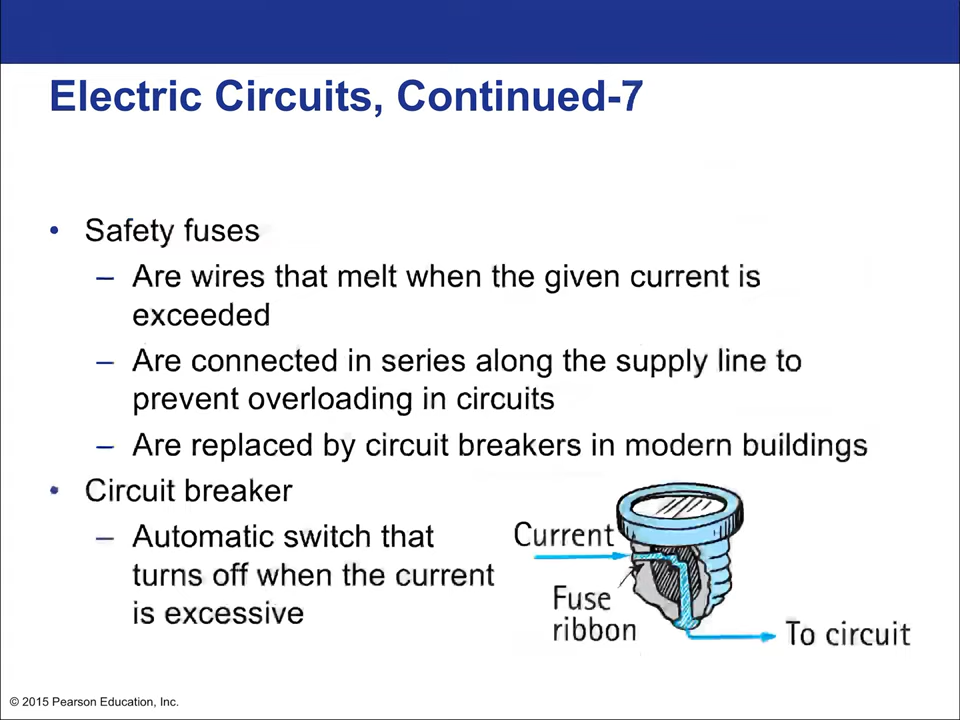 Electric Circuits, Continued-7
• Safety fuses
– Are wires that melt when the given current is
exceeded
– Are connected in series along the supply line to
prevent overloading in circuits
– Are replaced by circuit breakers in modern buildings
• Circuit breaker
– Automatic switch that
turns off when the current
is excessive
Current
Fuse
ribbon
To circuit
© 2015 Pearson Education, Inc.